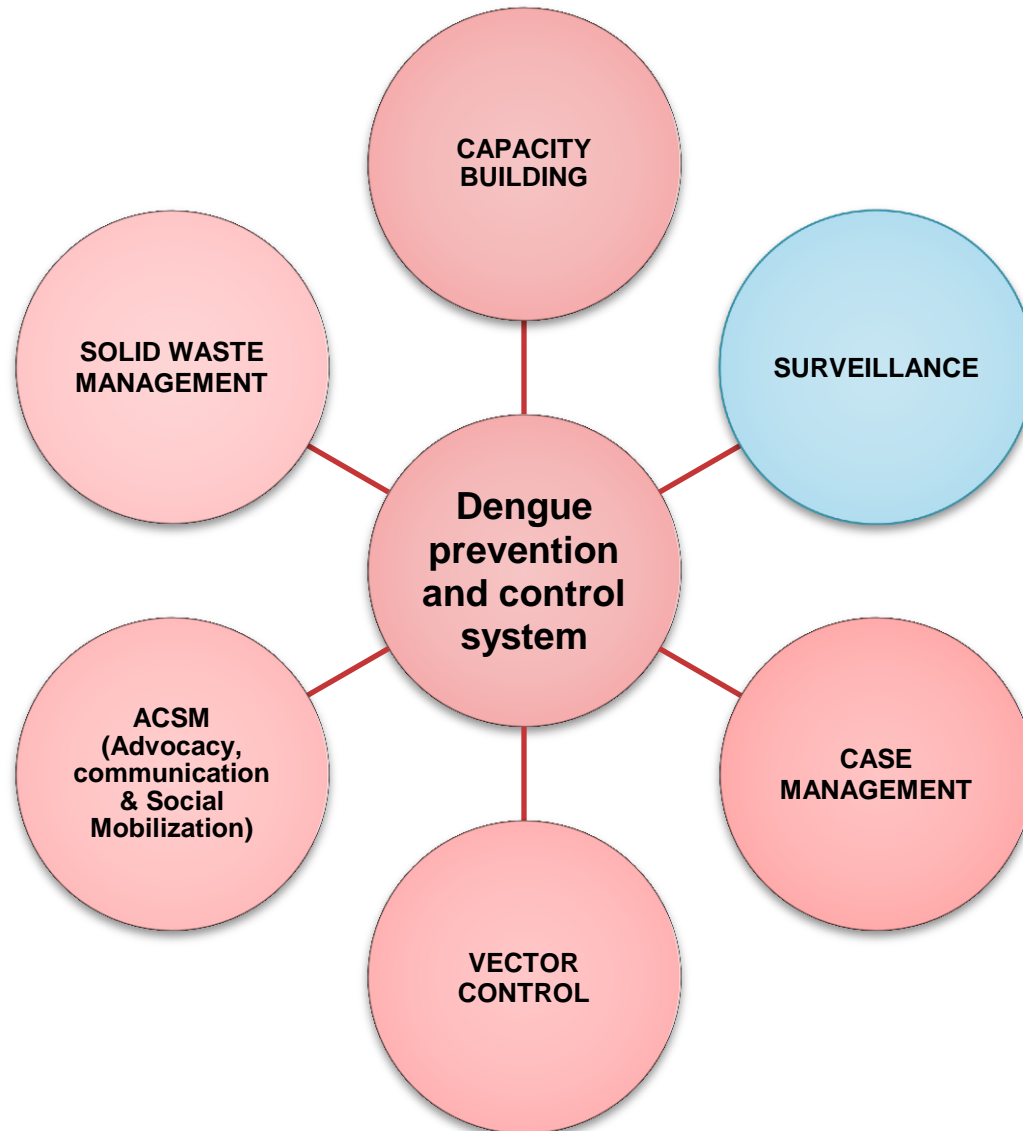 CAPACITY
BUILDING
SURVEILLANCE
CASE
MANAGEMENT
VECTOR
CONTROL
ACSM
(Advocacy,
communication
& Social
Mobilization)
SOLID WASTE
MANAGEMENT
Dengue
prevention
and control
system